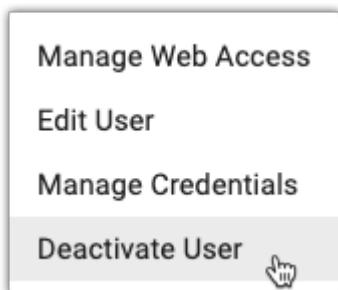 Manage Web Access
Edit User
Manage Credentials
Deactivate User